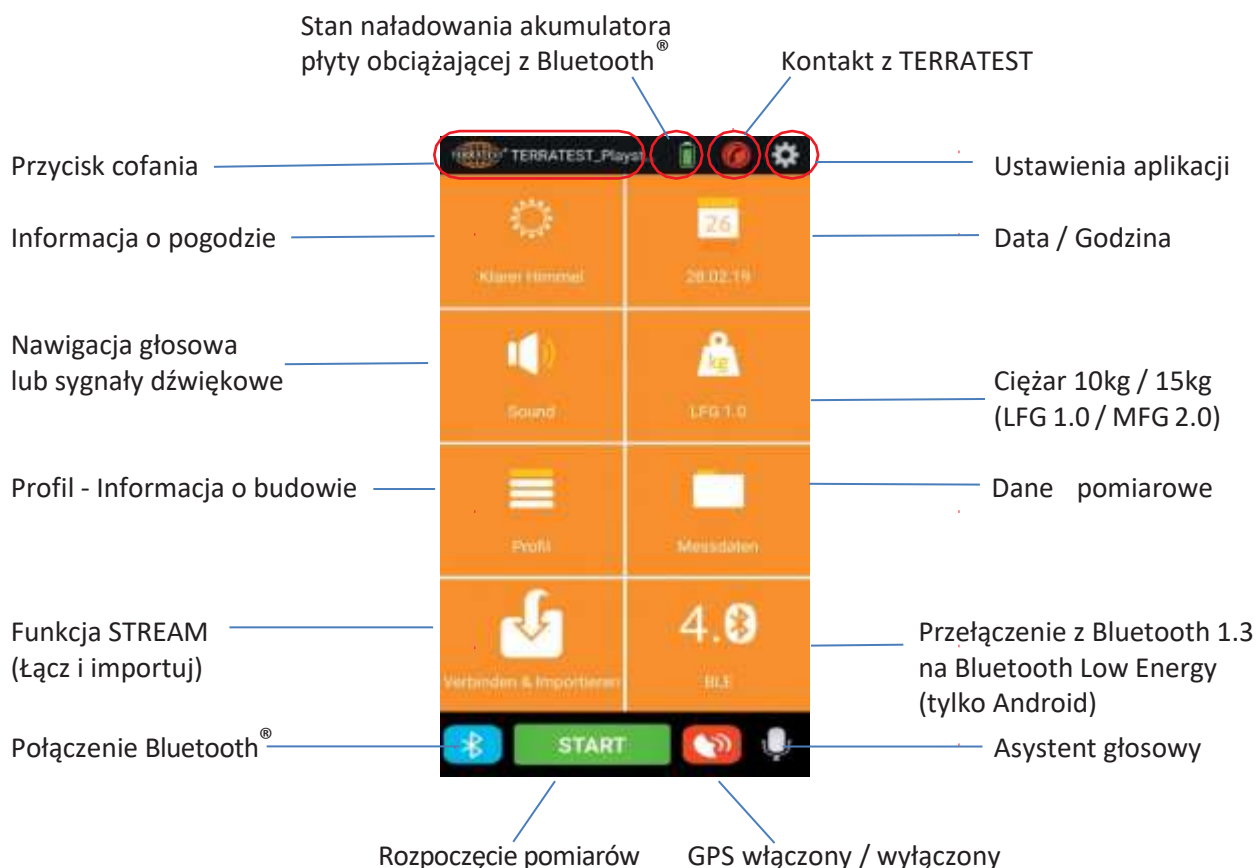 Stan naładowania akumulatora
płyty obciążającej z Bluetooth®
Kontakt z TERRATEST
TERRATEST® TERRATEST_Playst
Przycisk cofania
Ustawienia aplikacji
Informacja o pogodzie
26
Data / Godzina
Klarer Himmel
28.02.19
Nawigacja głosowa
lub sygnały dźwiękowe
kg
Ciężar 10kg / 15kg
(LFG 1.0 / MFG 2.0)
Sound
LFG 1.0
Profil - Informacja o budowie
Dane pomiarowe
Profil
Messdaten
Funkcja STREAM
(Łącz i importuj)
4.
Przełączenie z Bluetooth 1.3
na Bluetooth Low Energy
(tylko Android)
Verbinden & Importieren
BLE
Połączenie Bluetooth®
START
Asystent głosowy
Rozpoczęcie pomiarów
GPS włączony / wyłączony